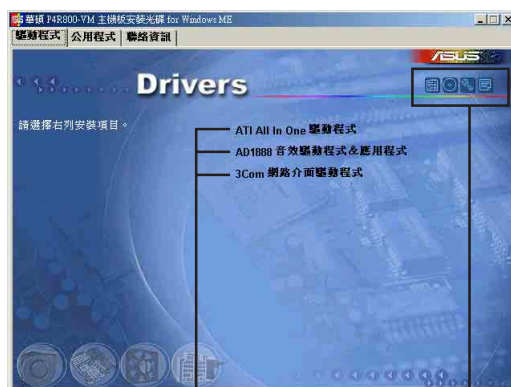 華碩 P4R800-VM 主機板安裝光碟 for Windows ME
驅動程式 公用程式 聯絡資訊
ASUS
Drivers
請選擇右列安裝項目。
ATI All In One 驅動程式
AD1888 音效驅動程式&應用程式
3Com 網路介面驅動程式